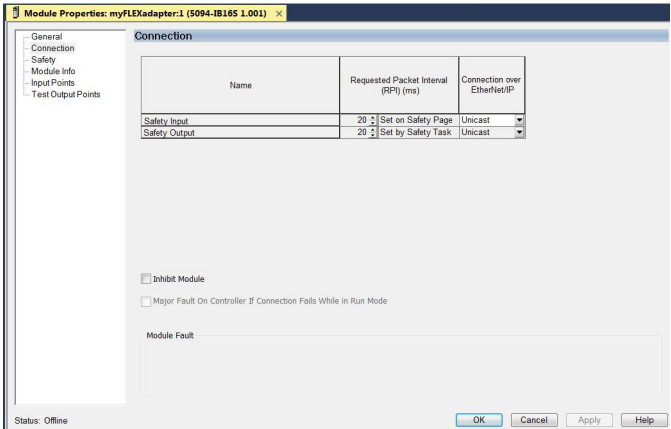 Module Properties: myFLEXadapter:1 (5094-IB16S 1.001) ×
General
Connection
Safety
Module Info
Input Points
Test Output Points
Connection
Name
Requested Packet Interval
(RPI) (ms)
Connection over
EtherNet/IP
Safety Input
20 Set on Safety Page
Unicast
Safety Output
20 Set by Safety Task
Unicast
Inhibit Module
Major Fault On Controller If Connection Fails While in Run Mode
Module Fault
Status: Offline
OK
Cancel
Apply
Help